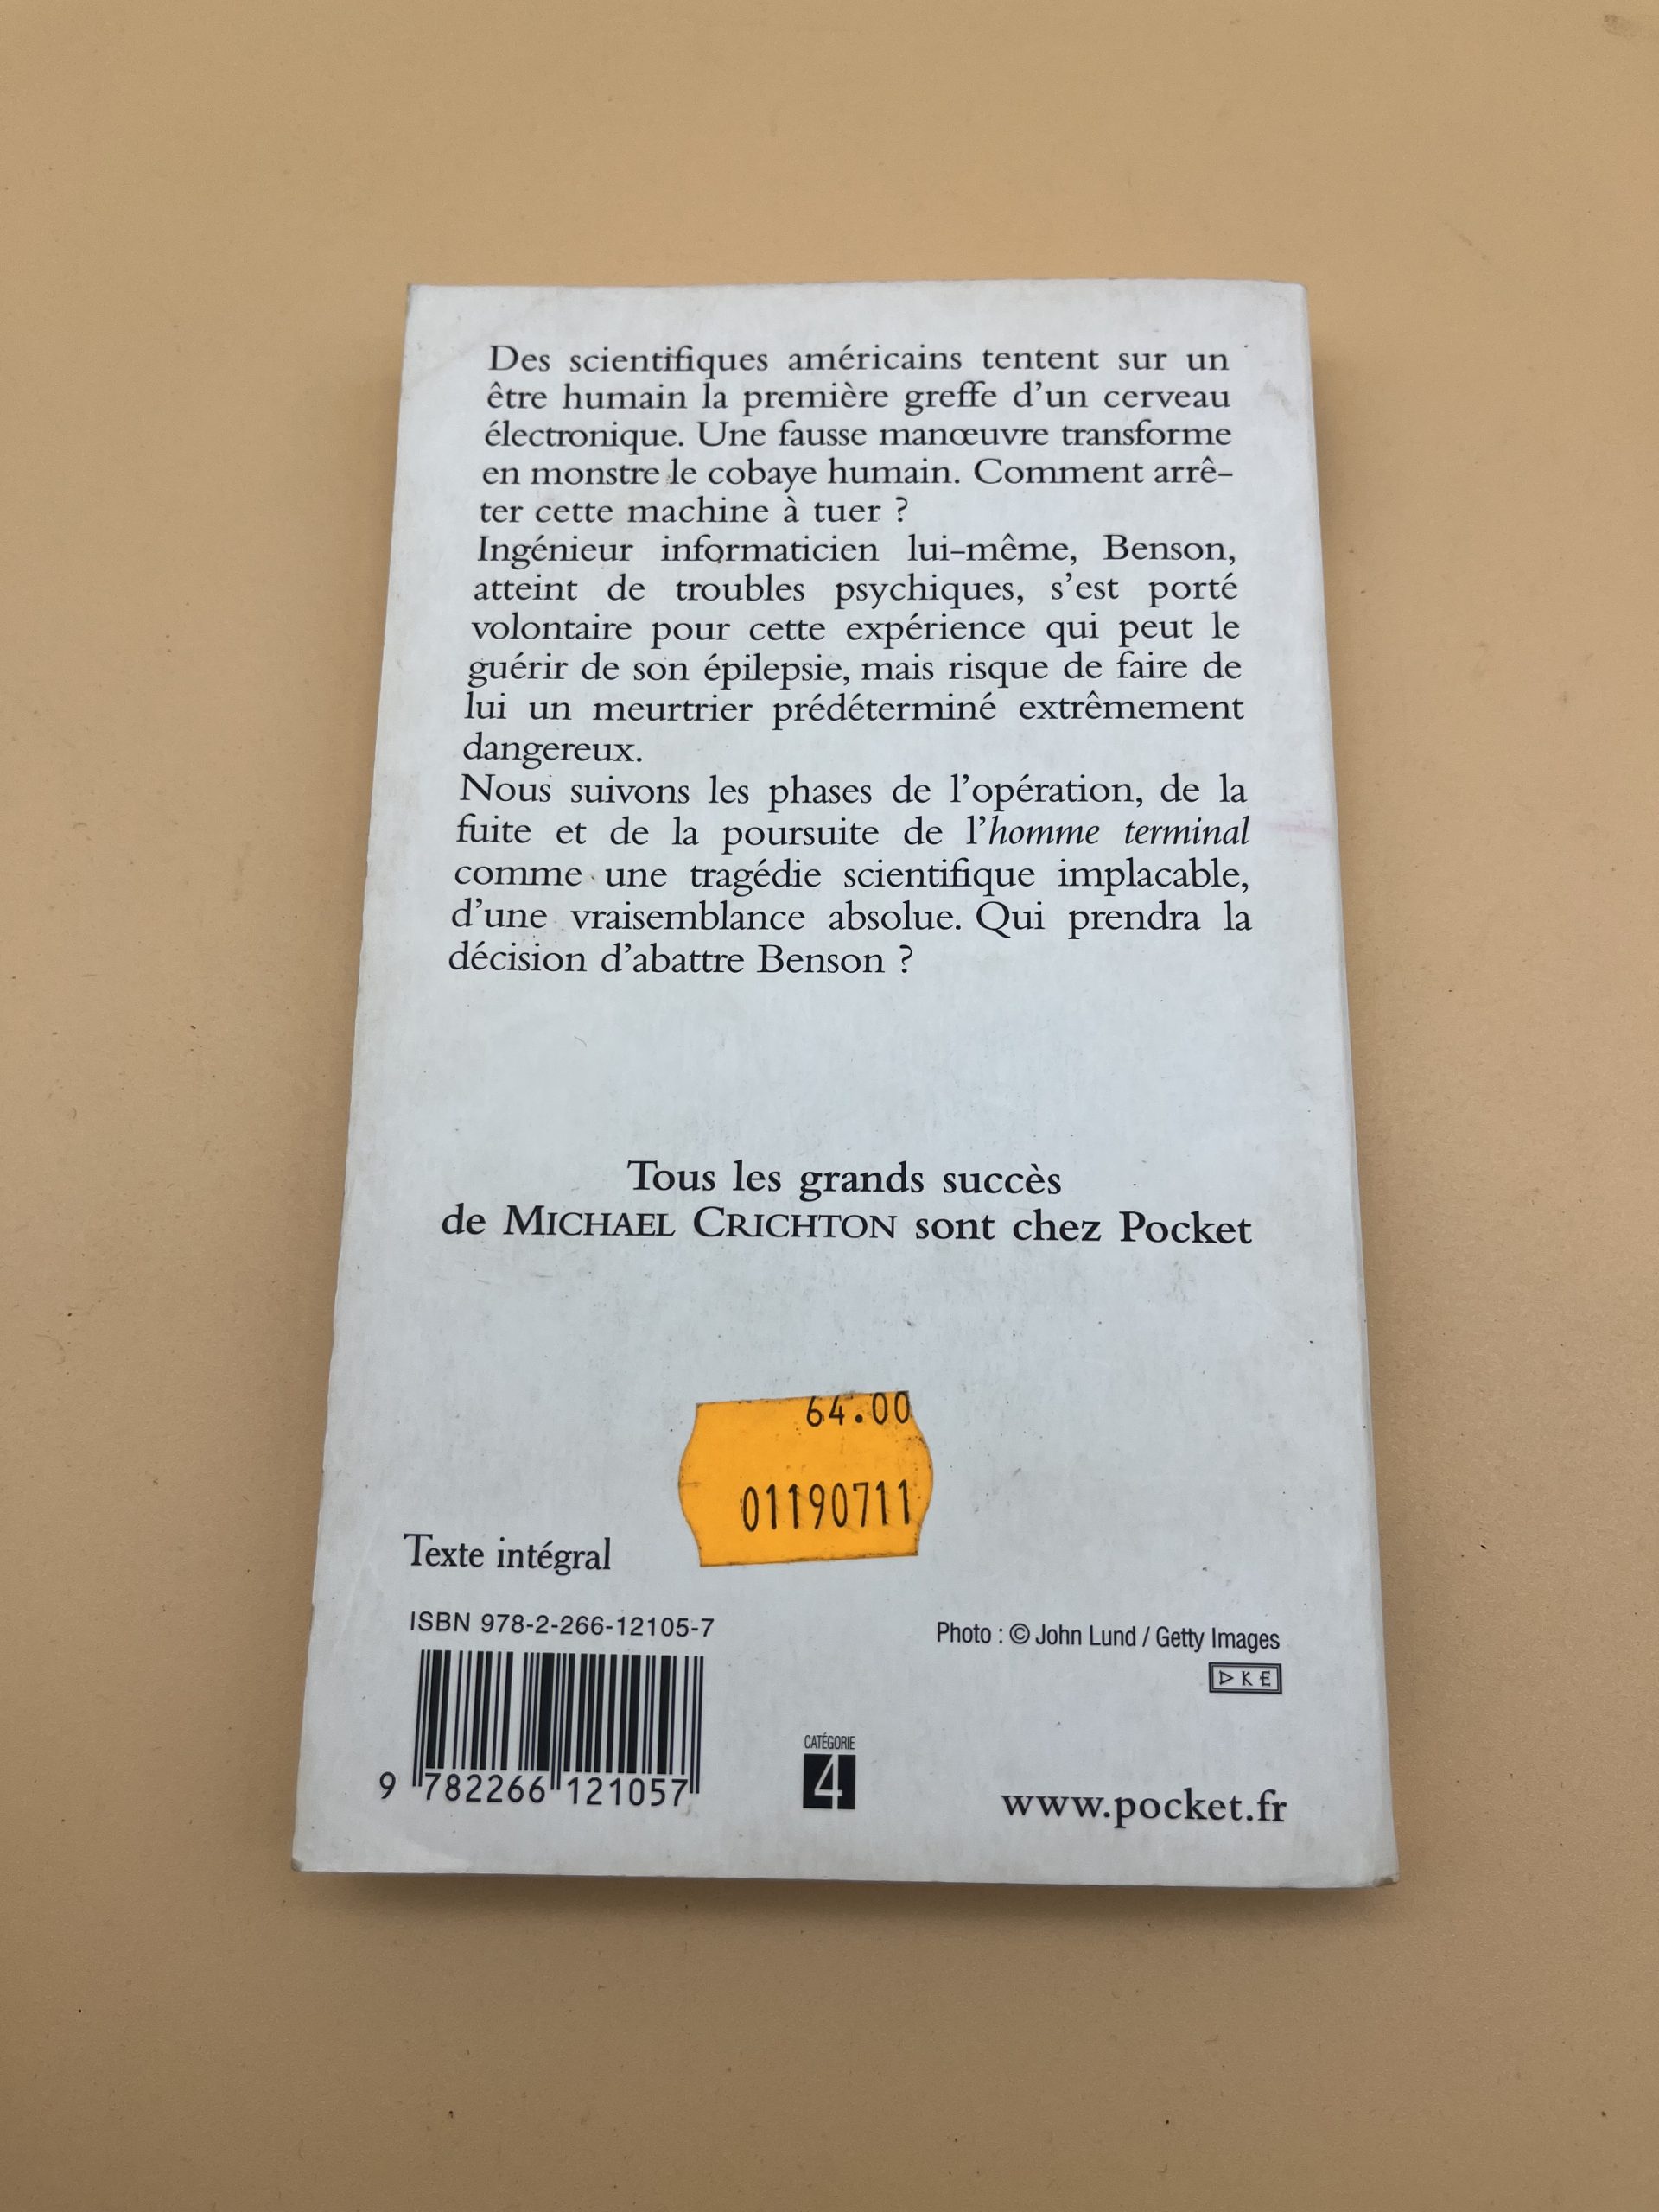 Des scientifiques américains tentent sur un
être humain la première greffe d'un cerveau
électronique. Une fausse manœuvre transforme
en monstre le cobaye humain. Comment arrê-
ter cette machine à tuer ?
Ingénieur informaticien lui-même, Benson,
atteint de troubles psychiques, s'est porté
volontaire pour cette expérience qui peut le
guérir de son épilepsie, mais risque de faire de
lui un meurtrier prédéterminé extrêmement
dangereux.
Nous suivons les phases de l'opération, de la
fuite et de la poursuite de l'homme terminal
comme une tragédie scientifique implacable,
d'une vraisemblance absolue. Qui prendra la
décision d'abattre Benson ?
Tous les grands succès
de MICHAEL CRICHTON sont chez Pocket
64.00
01190711
Texte intégral
ISBN 978-2-266-12105-7
Photo : © John Lund / Getty Images
DKE
9 782266 121057
CATÉGORIE
4
www.pocket.fr